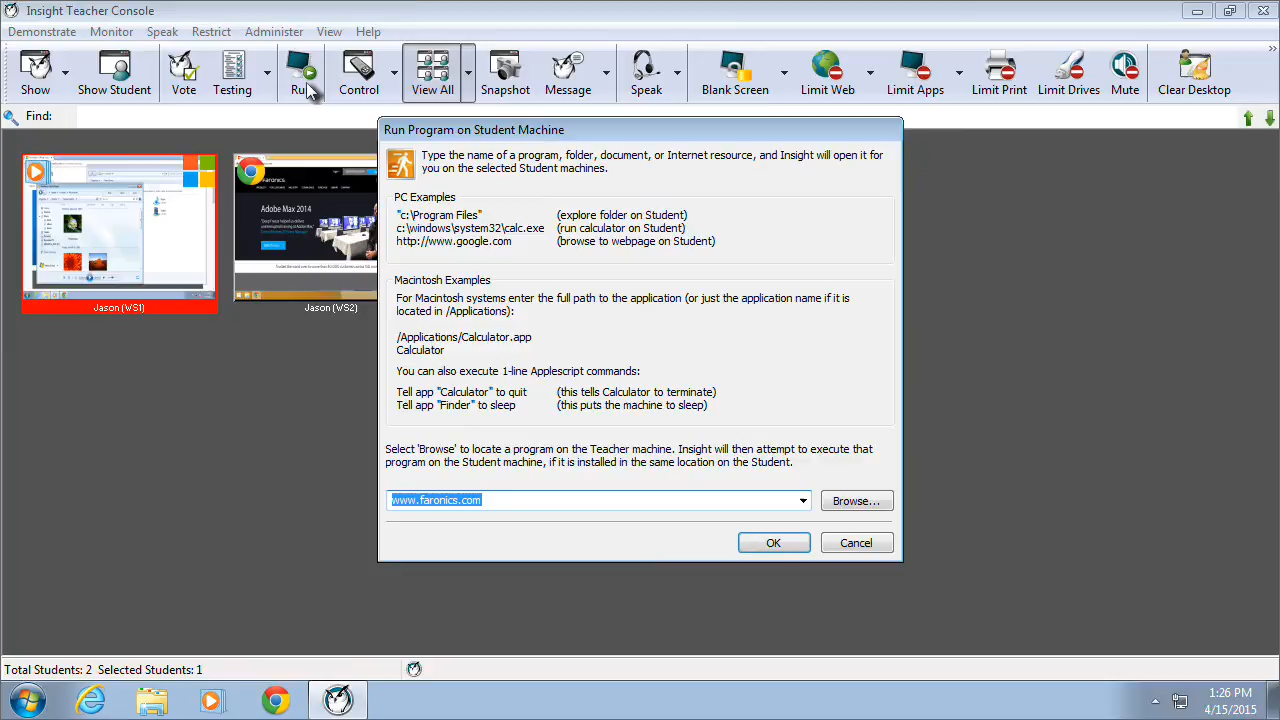 Insight Teacher Console
Demonstrate Monitor Speak Restrict Administer View Help
Show Show Student Vote Testing Run Control View All Snapshot Message Speak Blank Screen Limit Web Limit Apps Limit Print Limit Drives Mute Clear Desktop
Find:
Run Program on Student Machine
Type the name of a program, folder, document, or Internet resource and Insight will open it for
you on the selected Student machines.
PC Examples
"c:\Program Files" (explore folder on Student)
c:\windows\system32\calc.exe (run calculator on Student)
http://www.google.com (browse to webpage on Student)
Macintosh Examples
For Macintosh systems enter the full path to the application (or just the application name if it is
located in /Applications):
/Applications/Calculator.app
Calculator
You can also execute 1-line Applescript commands:
Tell app "Calculator" to quit (this tells Calculator to terminate)
Tell app "Finder" to sleep (this puts the machine to sleep)
Select 'Browse' to locate a program on the Teacher machine. Insight will then attempt to execute that
program on the Student machine, if it is installed in the same location on the Student.
www.faronics.com
Browse...
OK Cancel
FARONICS
Adobe Max 2014
Jason (WS1) Jason (WS2)
Total Students: 2 Selected Students: 1
1:26 PM
4/15/2015